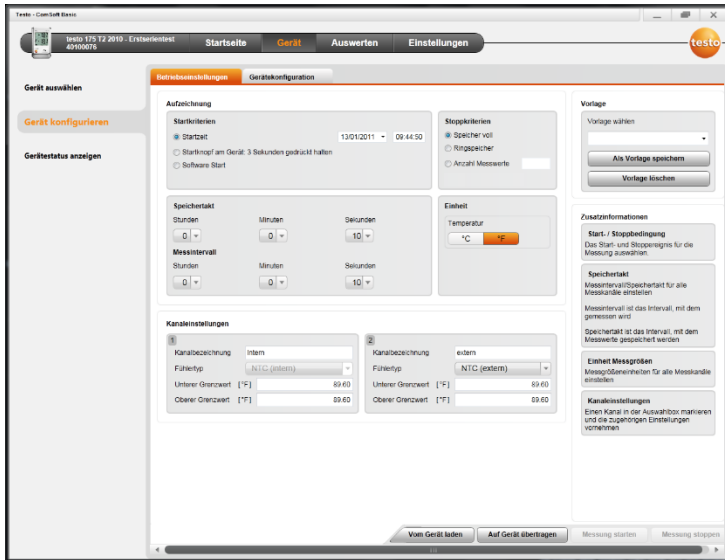 Testo - ComSoft Basic
testo 175 T2 2010 - Erstserientest
40100076
Startseite
Gerät
Auswerten
Einstellungen
testo
Gerät auswählen
Gerät konfigurieren
Gerätestatus anzeigen
Betriebseinstellungen
Gerätekonfiguration
Aufzeichnung
Startkriterien
Startzeit
13/01/2011
09:44:50
Startknopf am Gerät: 3 Sekunden gedrückt halten
Software Start
Stoppkriterien
Speicher voll
Ringspeicher
Anzahl Messwerte
Speichertakt
Stunden
Minuten
Sekunden
0
0
10
Messintervall
Stunden
Minuten
Sekunden
0
0
10
Einheit
Temperatur
°C
°F
Kanaleinstellungen
1
Kanalbezeichnung
Intern
Fühlertyp
NTC (intern)
Unterer Grenzwert [°F]
89.60
Oberer Grenzwert [°F]
89.60
2
Kanalbezeichnung
extern
Fühlertyp
NTC (extern)
Unterer Grenzwert [°F]
89.60
Oberer Grenzwert [°F]
89.60
Vorlage
Vorlage wählen
Als Vorlage speichern
Vorlage löschen
Zusatzinformationen
Start- / Stoppbedingung
Das Start- und Stoppereignis für die
Messung auswählen.
Speichertakt
Messintervall/Speichertakt für alle
Messkanäle einstellen
Messintervall ist das Intervall, mit dem
gemessen wird
Speichertakt ist das Intervall, mit dem
Messwerte gespeichert werden
Einheit Messgrößen
Messgrößeneinheiten für alle Messkanäle
einstellen
Kanaleinstellungen
Einen Kanal in der Auswahlbox markieren
und die zugehörigen Einstellungen
vornehmen
Vom Gerät laden
Auf Gerät übertragen
Messung starten
Messung stoppen